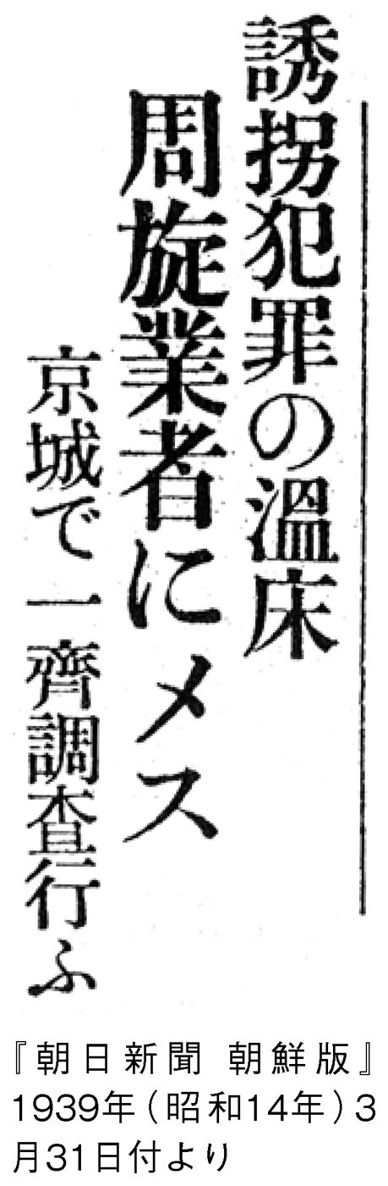 誘拐犯罪の溫床
周旋業者にメス
京城で一齊調査行ふ
『朝日新聞 朝鮮版』
1939年（昭和14年）3
月31日付より